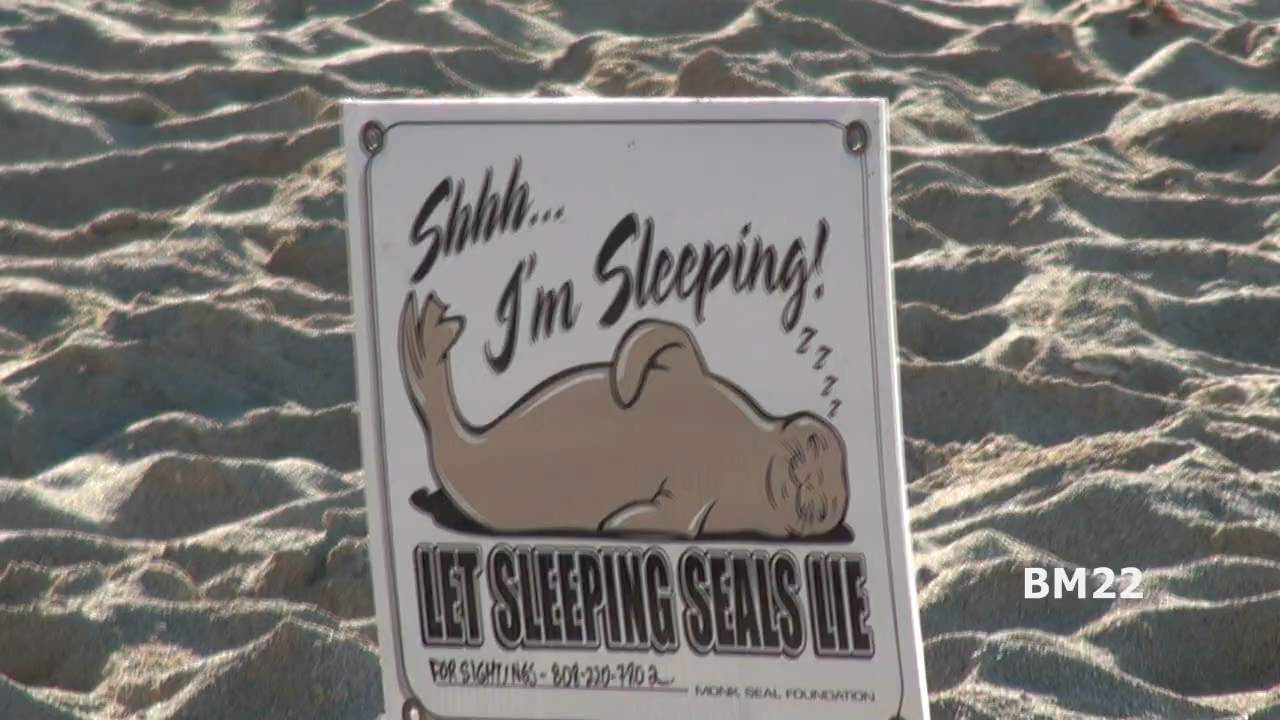 Shhh...
I'm Sleeping!
z z z z
LET SLEEPING SEALS LIE
FOR SIGHTINGS - 808-220-7802
MONK SEAL FOUNDATION
BM22